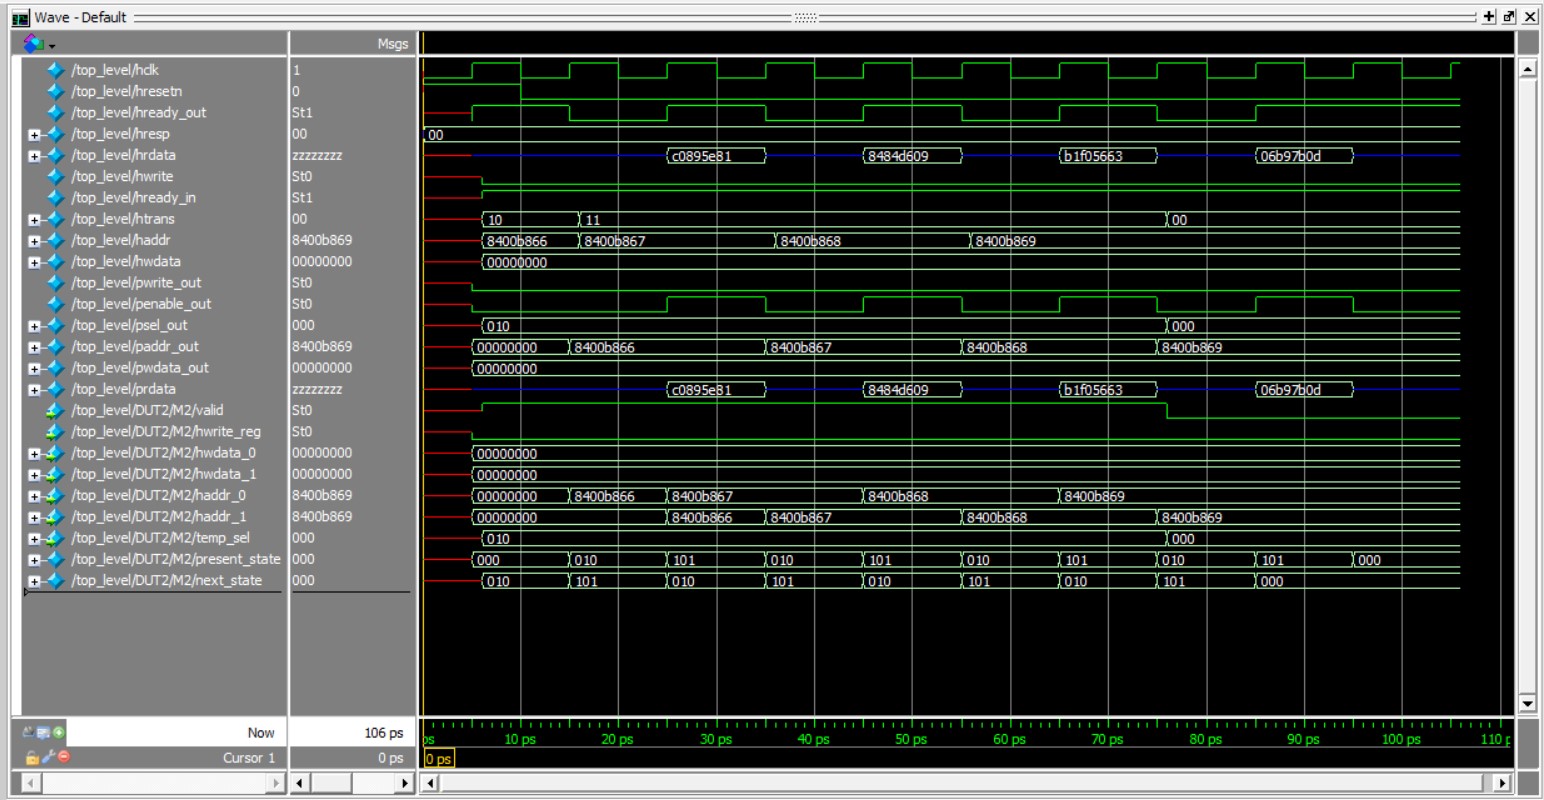 Wave - Default
Msgs
/top_level/hclk 1
/top_level/hresetn 0
/top_level/hready_out St1
/top_level/hresp 00 00
/top_level/hrdata zzzzzzzz c0895e81 8484d609 b1f05663 06b97b0d
/top_level/hwrite St0
/top_level/hready_in St1
/top_level/htrans 00 10 11 00
/top_level/haddr 8400b869 8400b866 8400b867 8400b868 8400b869
/top_level/hwdata 00000000 00000000
/top_level/pwrite_out St0
/top_level/penable_out St0
/top_level/psel_out 000 010 000
/top_level/paddr_out 8400b869 00000000 8400b866 8400b867 8400b868 8400b869
/top_level/pwdata_out 00000000 00000000
/top_level/prdata zzzzzzzz c0895e81 8484d609 b1f05663 06b97b0d
/top_level/DUT2/M2/valid St0
/top_level/DUT2/M2/hwrite_reg St0
/top_level/DUT2/M2/hwdata_0 00000000 00000000
/top_level/DUT2/M2/hwdata_1 00000000 00000000
/top_level/DUT2/M2/haddr_0 8400b869 00000000 8400b866 8400b867 8400b868 8400b869
/top_level/DUT2/M2/haddr_1 8400b869 00000000 8400b866 8400b867 8400b868 8400b869
/top_level/DUT2/M2/temp_sel 000 010 000
/top_level/DUT2/M2/present_state 000 000 010 101 010 101 010 101 010 101 000
/top_level/DUT2/M2/next_state 000 010 101 010 101 010 101 010 101 000
Now 106 ps ps 10 ps 20 ps 30 ps 40 ps 50 ps 60 ps 70 ps 80 ps 90 ps 100 ps 110
Cursor 1 0 ps 0 ps